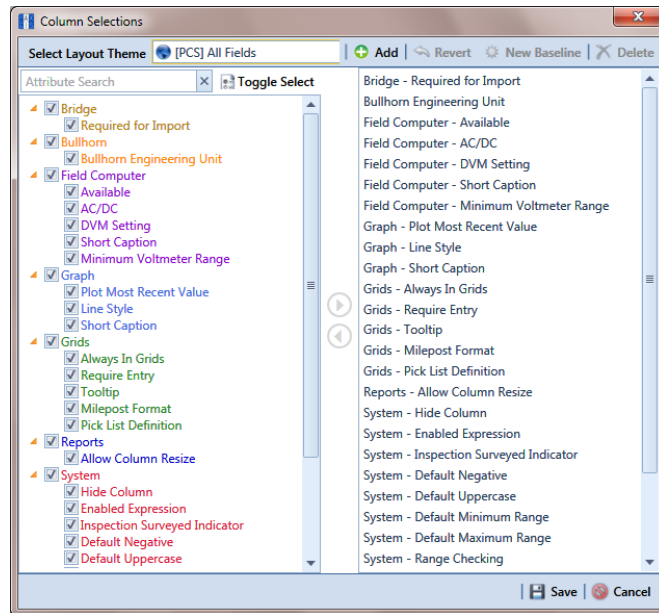 Column Selections
Select Layout Theme [PCS] All Fields Add Revert New Baseline Delete
Attribute Search Toggle Select
Bridge
Required for Import
Bullhorn
Bullhorn Engineering Unit
Field Computer
Available
AC/DC
DVM Setting
Short Caption
Minimum Voltmeter Range
Graph
Plot Most Recent Value
Line Style
Short Caption
Grids
Always In Grids
Require Entry
Tooltip
Milepost Format
Pick List Definition
Reports
Allow Column Resize
System
Hide Column
Enabled Expression
Inspection Surveyed Indicator
Default Negative
Default Uppercase
Bridge - Required for Import
Bullhorn Engineering Unit
Field Computer - Available
Field Computer - AC/DC
Field Computer - DVM Setting
Field Computer - Short Caption
Field Computer - Minimum Voltmeter Range
Graph - Plot Most Recent Value
Graph - Line Style
Graph - Short Caption
Grids - Always In Grids
Grids - Require Entry
Grids - Tooltip
Grids - Milepost Format
Grids - Pick List Definition
Reports - Allow Column Resize
System - Hide Column
System - Enabled Expression
System - Inspection Surveyed Indicator
System - Default Negative
System - Default Uppercase
System - Default Minimum Range
System - Default Maximum Range
System - Range Checking
Save Cancel